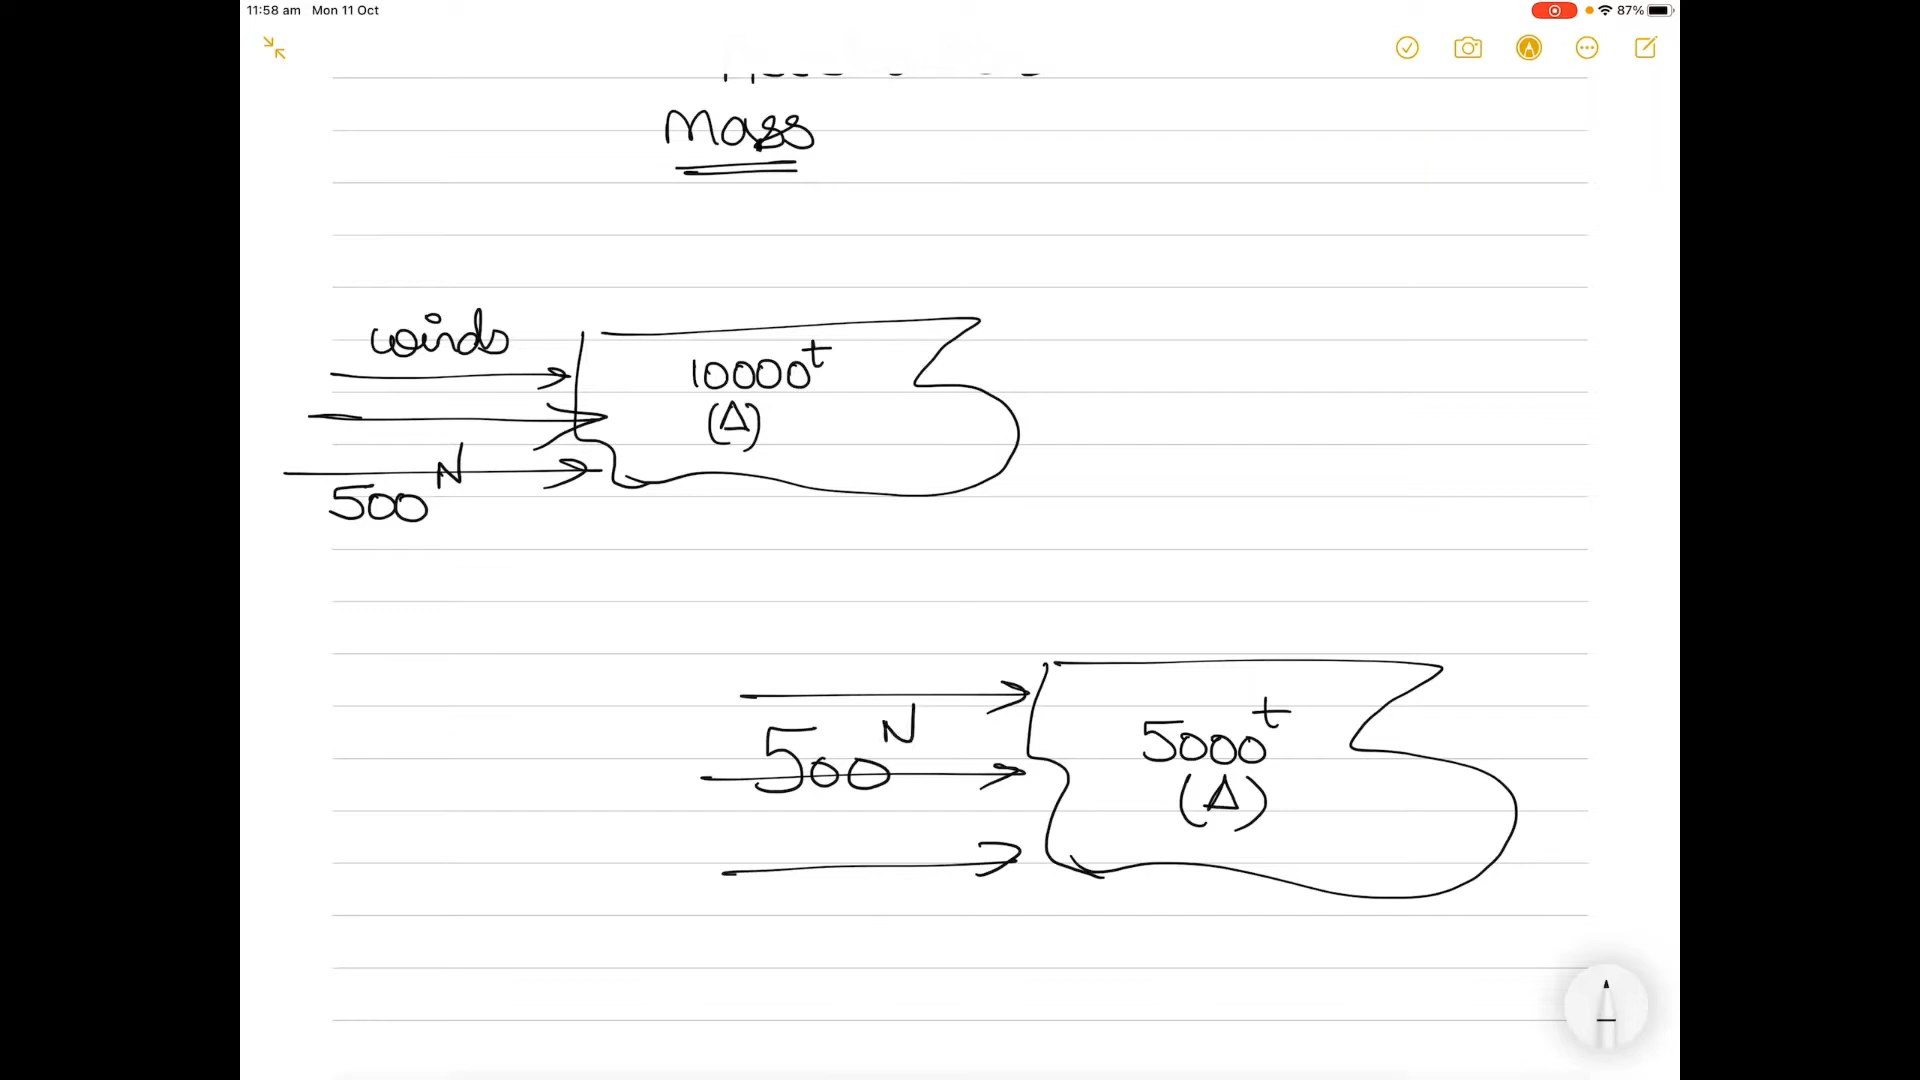 11:58 am Mon 11 Oct
87%
Mass
winds
10000t
(Δ)
500N
500N
5000t
(Δ)